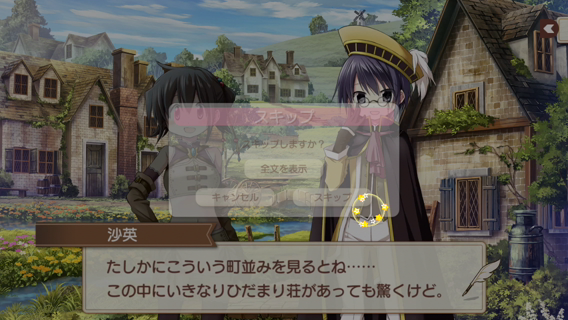 スキップ
キップしますか？
全文を表示
キャンセル
スキップ
沙英
たしかにこういう町並みを見るとね……
この中にいきなりひだまり荘があっても驚くけど。